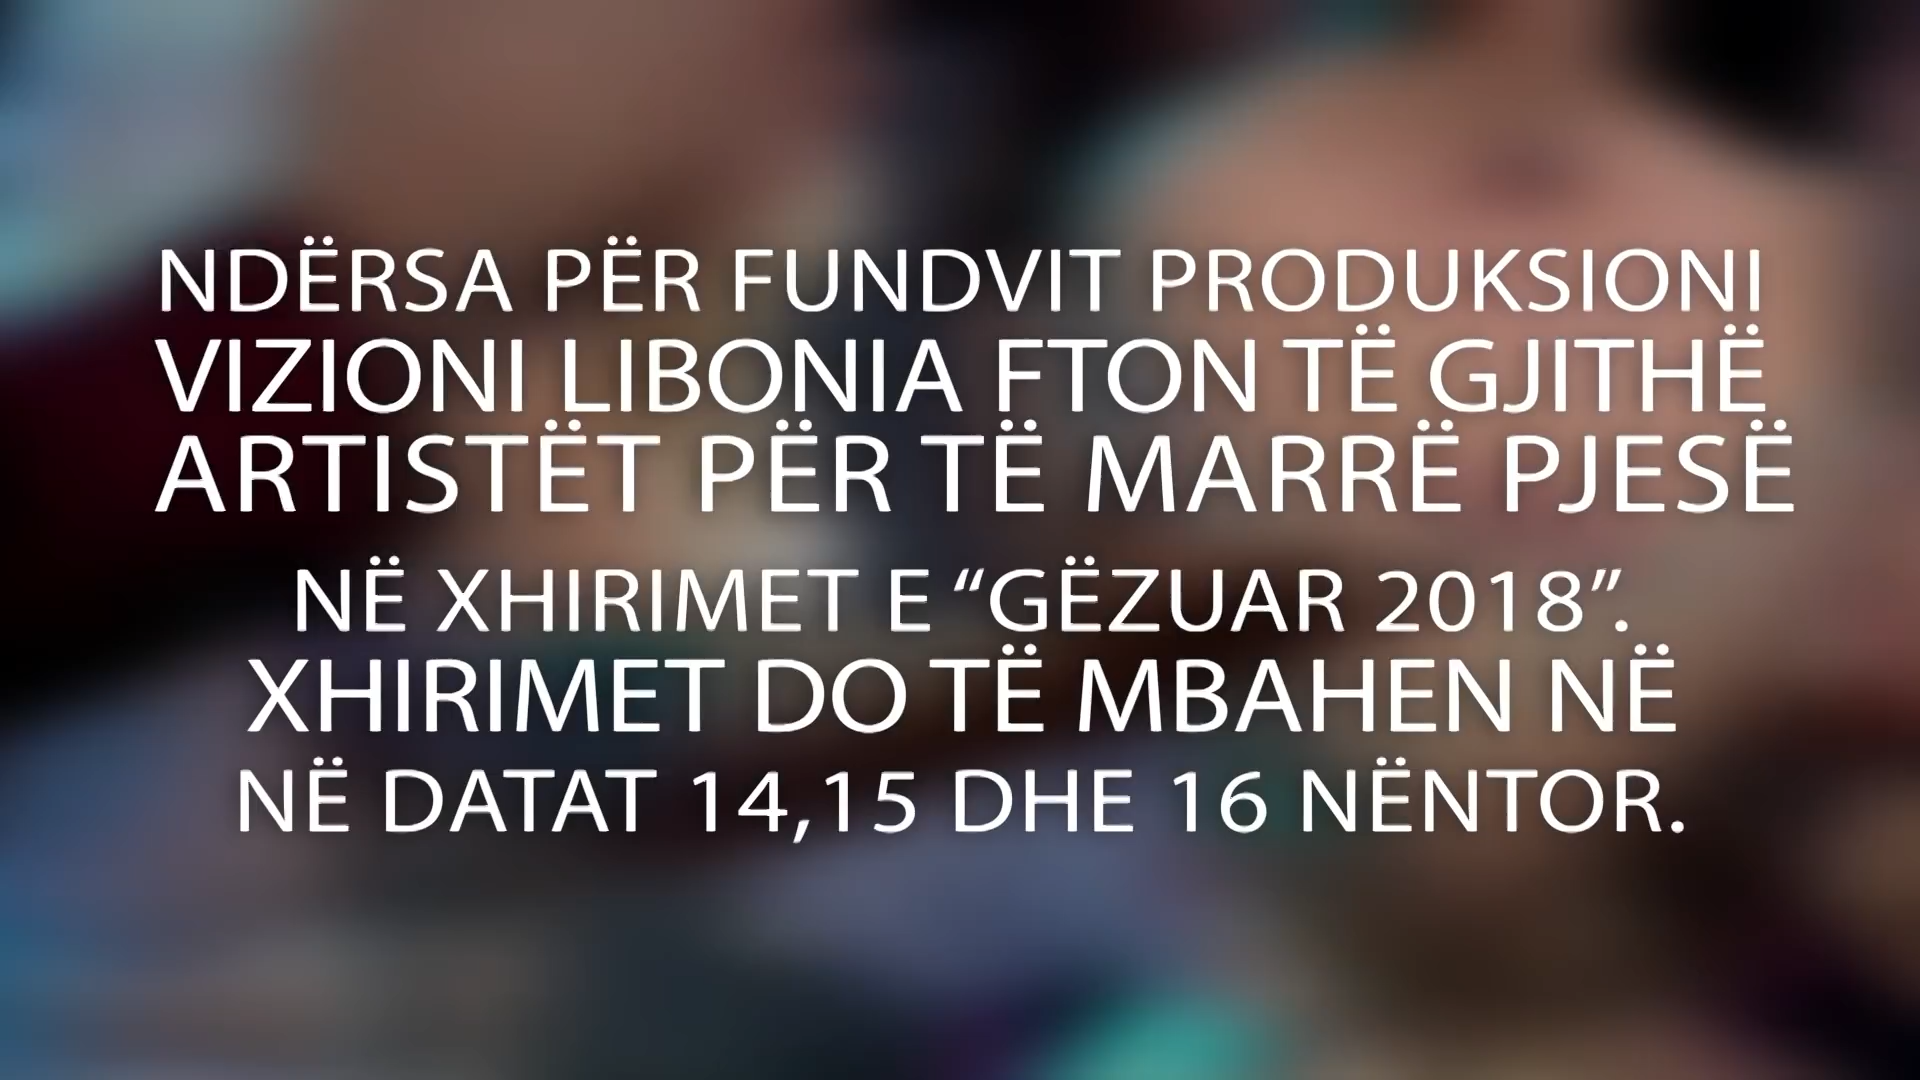 NDËRSA PËR FUNDVIT PRODUKSIONI
VIZIONI LIBONIA FTON TË GJITHË
ARTISTËT PËR TË MARRË PJESË
NË XHIRIMET E “GËZUAR 2018”.
XHIRIMET DO TË MBAHEN NË
NË DATAT 14,15 DHE 16 NËNTOR.